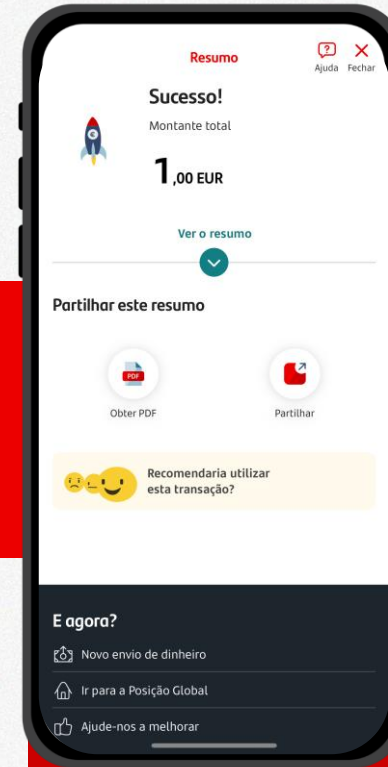 Resumo
Ajuda
Fechar
Sucesso!
Montante total
€
1,00 EUR
Ver o resumo
Partilhar este resumo
PDF
Obter PDF
Partilhar
Recomendaria utilizar
esta transação?
E agora?
Novo envio de dinheiro
Ir para a Posição Global
Ajude-nos a melhorar